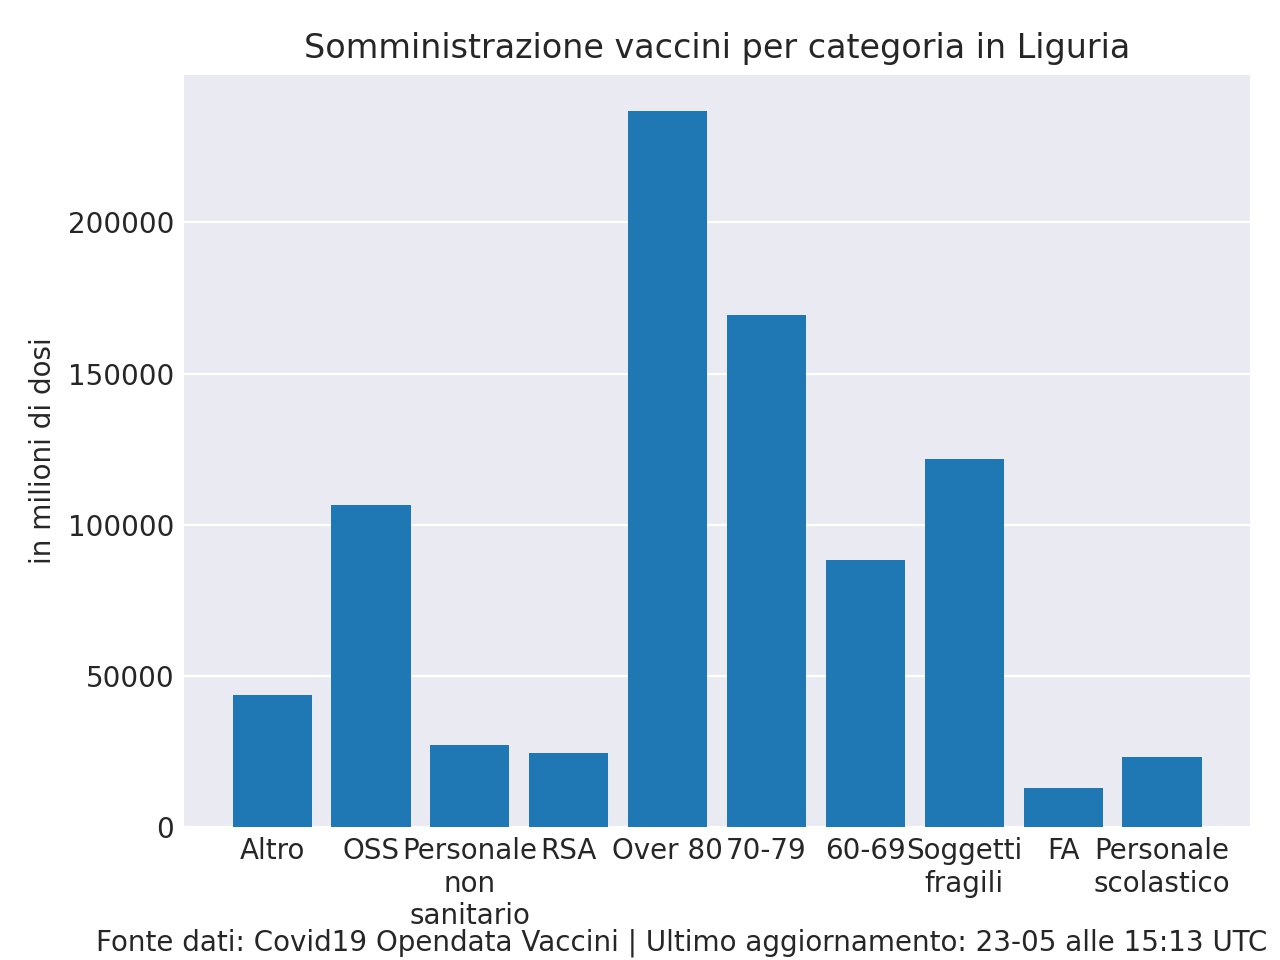 Somministrazione vaccini per categoria in Liguria
in milioni di dosi
200000
150000
100000
50000
0
Altro
OSS
Personale
non
sanitario
RSA
Over 80
70-79
60-69
Soggetti
fragili
FA
Personale
scolastico
Fonte dati: Covid19 Opendata Vaccini | Ultimo aggiornamento: 23-05 alle 15:13 UTC